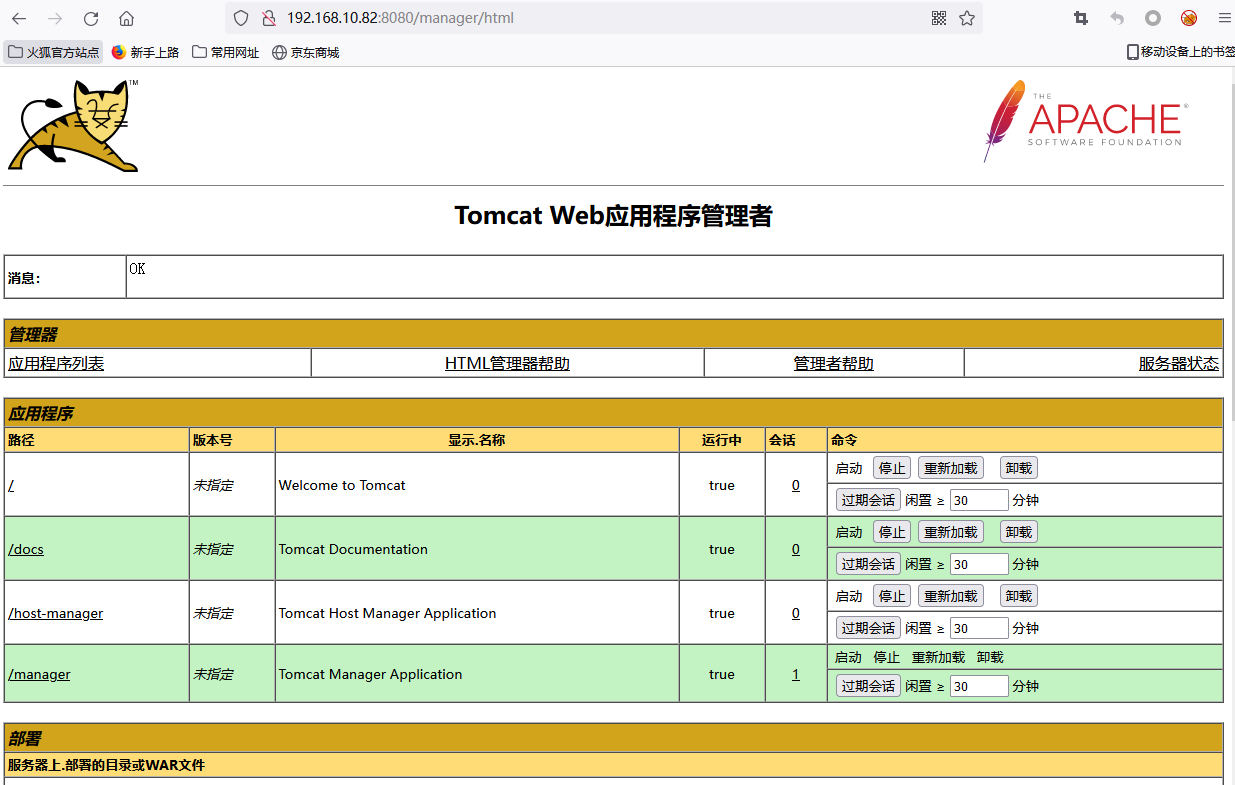 192.168.10.82:8080/manager/html
火狐官方站点 新手上路 常用网址 京东商城 移动设备上的书签
TM
THE
APACHE®
SOFTWARE FOUNDATION
Tomcat Web应用程序管理者
消息: OK
管理器
应用程序列表 HTML管理器帮助 管理者帮助 服务器状态
应用程序
路径 版本号 显示.名称 运行中 会话 命令
启动 停止 重新加载 卸载
/ 未指定 Welcome to Tomcat true 0
过期会话 闲置 ≥ 30 分钟
启动 停止 重新加载 卸载
/docs 未指定 Tomcat Documentation true 0
过期会话 闲置 ≥ 30 分钟
启动 停止 重新加载 卸载
/host-manager 未指定 Tomcat Host Manager Application true 0
过期会话 闲置 ≥ 30 分钟
启动 停止 重新加载 卸载
/manager 未指定 Tomcat Manager Application true 1
过期会话 闲置 ≥ 30 分钟
部署
服务器上.部署的目录或WAR文件